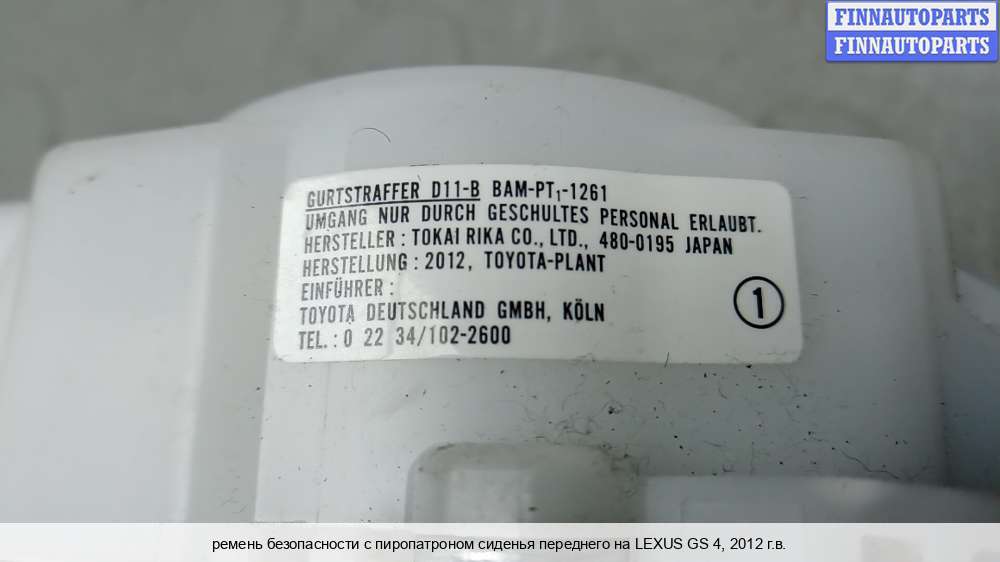 FINNAUTOPARTS
FINNAUTOPARTS
GURTSTRAFFER D11-B BAM-PT₁-1261
UMGANG NUR DURCH GESCHULTES PERSONAL ERLAUBT.
HERSTELLER : TOKAI RIKA CO., LTD., 480-0195 JAPAN
HERSTELLUNG : 2012, TOYOTA-PLANT
EINFÜHRER :
TOYOTA DEUTSCHLAND GMBH, KÖLN
TEL. : 0 22 34/102-2600
1
ремень безопасности с пиропатроном сиденья переднего на LEXUS GS 4, 2012 г.в.